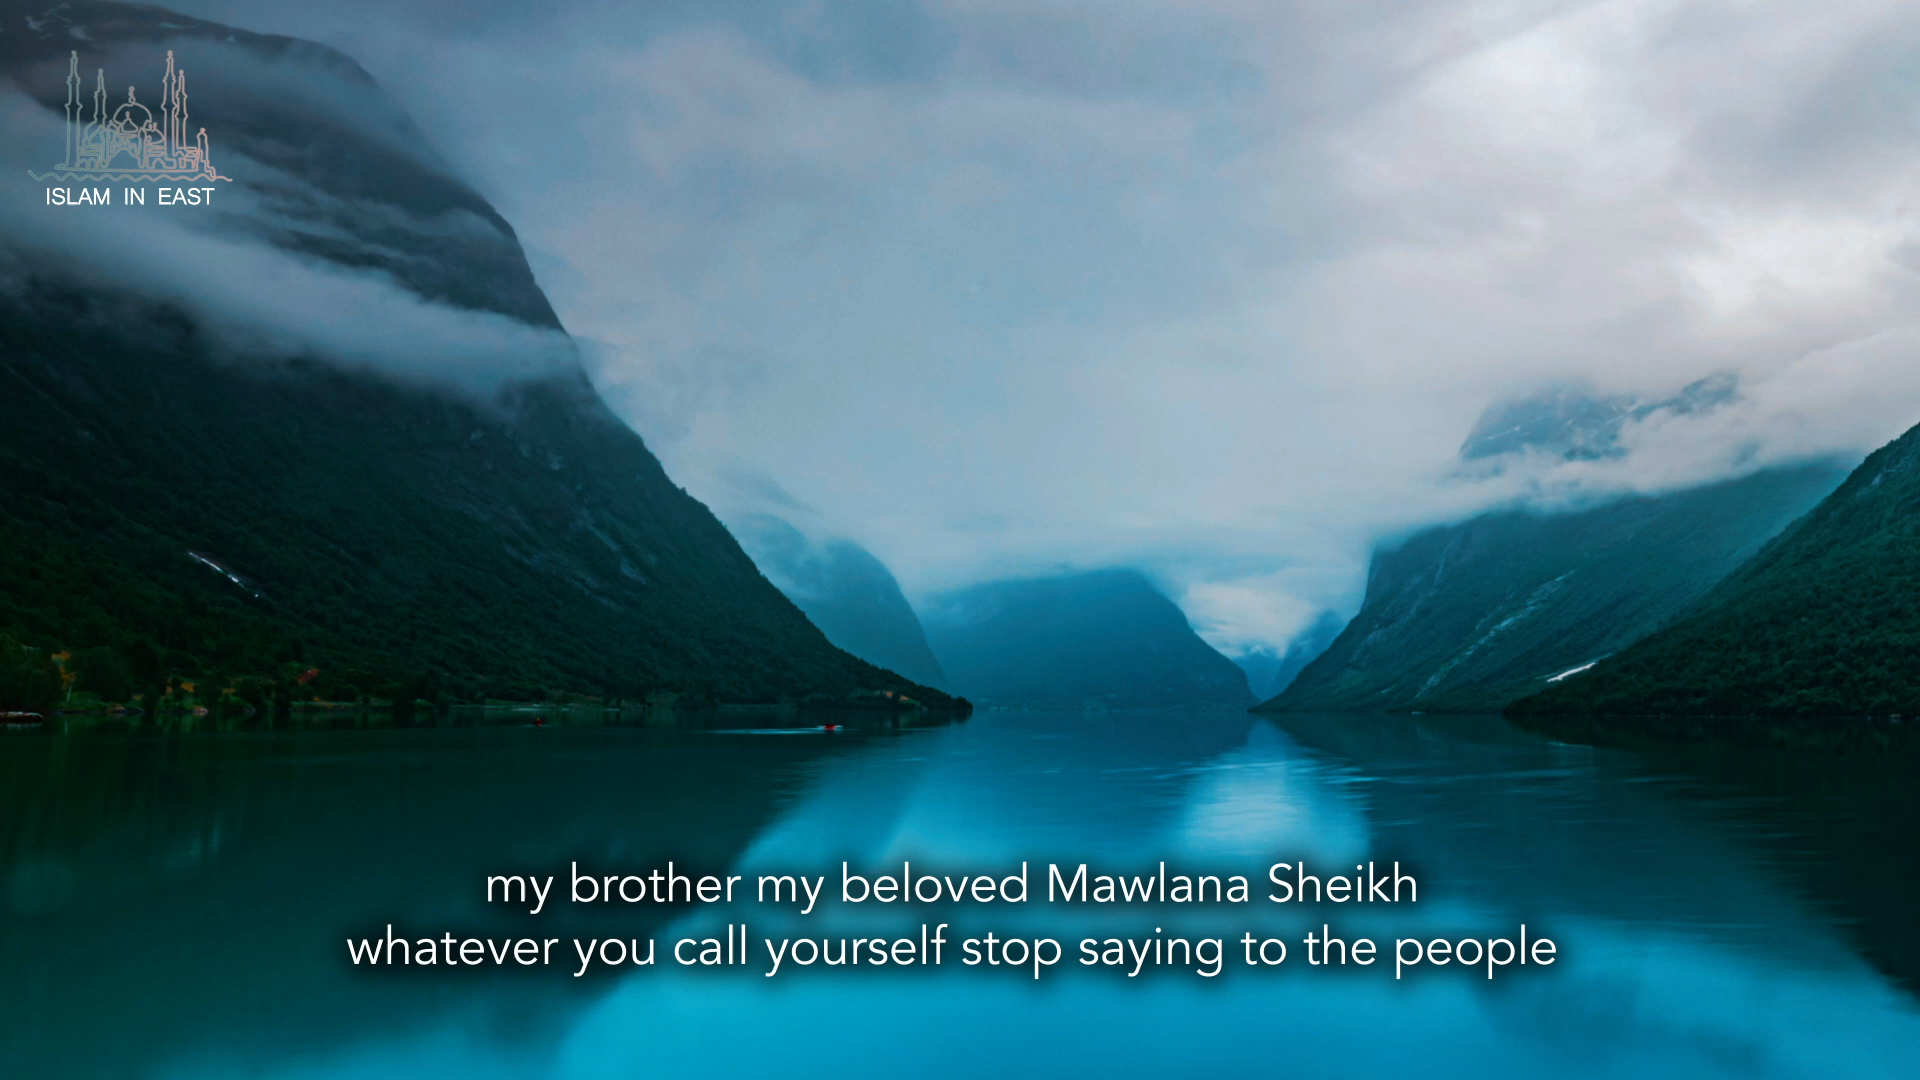 ISLAM IN EAST
my brother my beloved Mawlana Sheikh
whatever you call yourself stop saying to the people